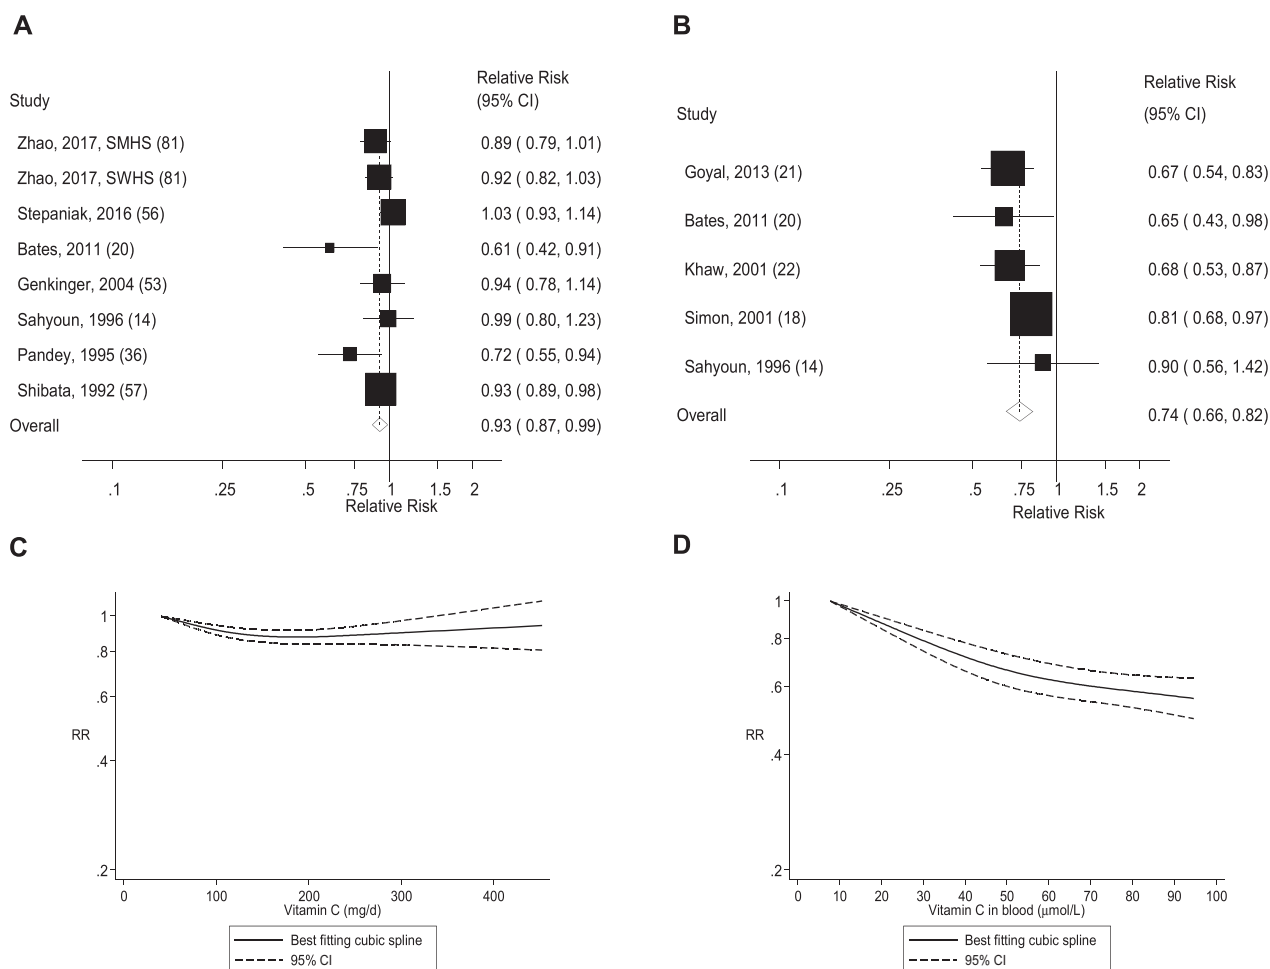 A
Relative Risk
Study (95% CI)
Zhao, 2017, SMHS (81) 0.89 ( 0.79, 1.01)
Zhao, 2017, SWHS (81) 0.92 ( 0.82, 1.03)
Stepaniak, 2016 (56) 1.03 ( 0.93, 1.14)
Bates, 2011 (20) 0.61 ( 0.42, 0.91)
Genkinger, 2004 (53) 0.94 ( 0.78, 1.14)
Sahyoun, 1996 (14) 0.99 ( 0.80, 1.23)
Pandey, 1995 (36) 0.72 ( 0.55, 0.94)
Shibata, 1992 (57) 0.93 ( 0.89, 0.98)
Overall 0.93 ( 0.87, 0.99)
.1 .25 .5 .75 1 1.5 2
Relative Risk
B
Relative Risk
Study (95% CI)
Goyal, 2013 (21) 0.67 ( 0.54, 0.83)
Bates, 2011 (20) 0.65 ( 0.43, 0.98)
Khaw, 2001 (22) 0.68 ( 0.53, 0.87)
Simon, 2001 (18) 0.81 ( 0.68, 0.97)
Sahyoun, 1996 (14) 0.90 ( 0.56, 1.42)
Overall 0.74 ( 0.66, 0.82)
.1 .25 .5 .75 1 1.5 2
Relative Risk
C
1
.8
.6
RR
.4
.2
0 100 200 300 400
Vitamin C (mg/d)
Best fitting cubic spline
95% CI
D
1
.8
.6
RR
.4
.2
0 10 20 30 40 50 60 70 80 90 100
Vitamin C in blood (μmol/L)
Best fitting cubic spline
95% CI